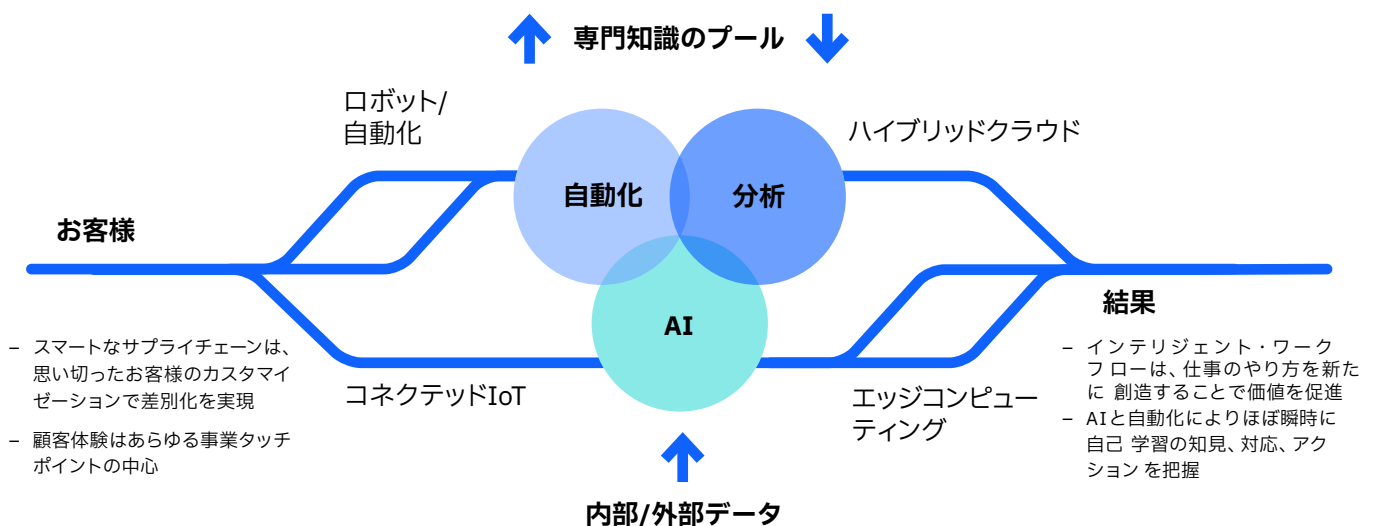 専門知識のプール
ロボット/
自動化
ハイブリッドクラウド
自動化
分析
お客様
AI
結果
– スマートなサプライチェーンは、
思い切ったお客様のカスタマイ
ゼーションで差別化を実現
– 顧客体験はあらゆる事業タッチ
ポイントの中心
コネクテッドIoT
エッジコンピュー
ティング
– インテリジェント・ワーク
フ ローは、仕事のやり方を新た
に 創造することで価値を促進
– AIと自動化によりほぼ瞬時に
自己 学習の知見、対応、アク
ション を把握
内部/外部データ